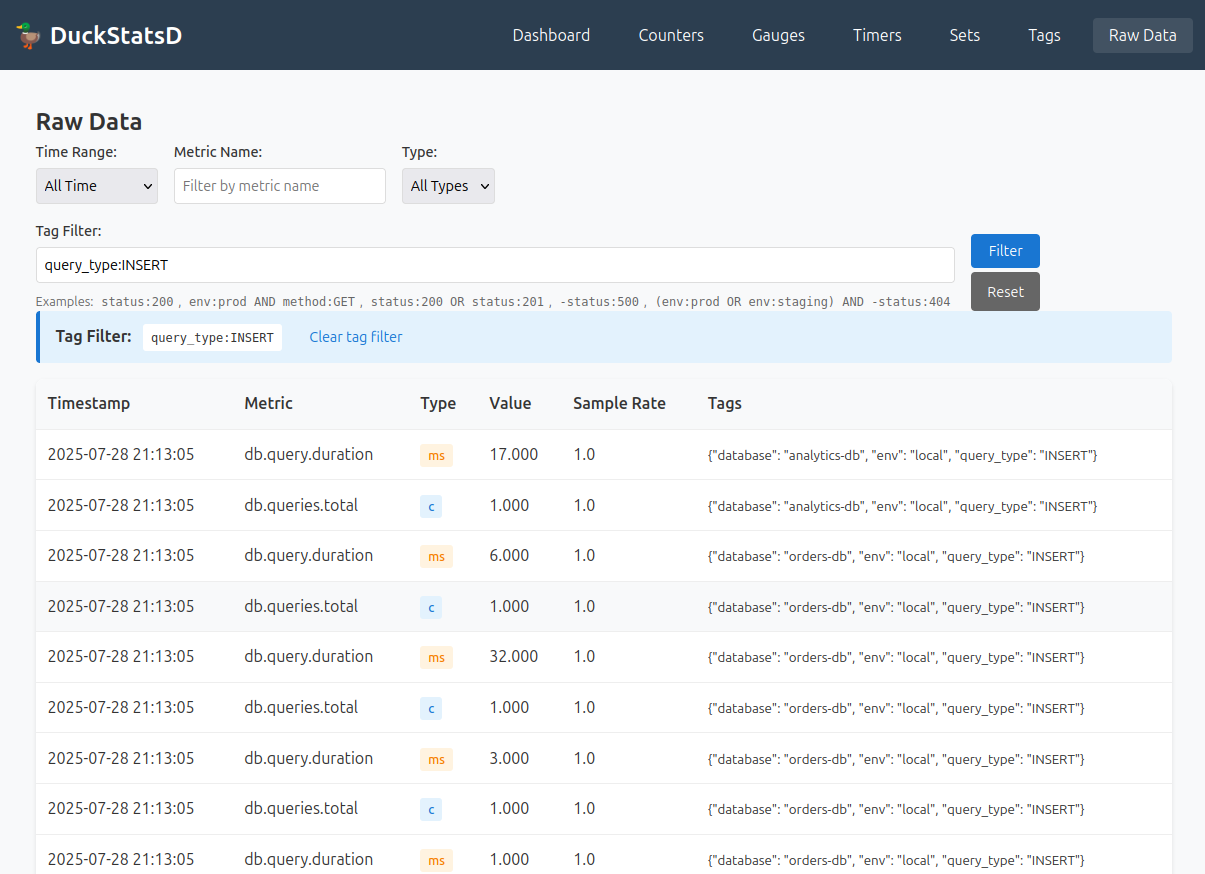 DuckStatsD Dashboard Counters Gauges Timers Sets Tags Raw Data
Raw Data
Time Range: Metric Name: Type:
All Time Filter by metric name All Types
Tag Filter:
query_type:INSERT Filter
Examples: status:200 , env:prod AND method:GET , status:200 OR status:201 , -status:500 , (env:prod OR env:staging) AND -status:404 Reset
Tag Filter: query_type:INSERT Clear tag filter
Timestamp Metric Type Value Sample Rate Tags
2025-07-28 21:13:05 db.query.duration ms 17.000 1.0 {"database": "analytics-db", "env": "local", "query_type": "INSERT"}
2025-07-28 21:13:05 db.queries.total c 1.000 1.0 {"database": "analytics-db", "env": "local", "query_type": "INSERT"}
2025-07-28 21:13:05 db.query.duration ms 6.000 1.0 {"database": "orders-db", "env": "local", "query_type": "INSERT"}
2025-07-28 21:13:05 db.queries.total c 1.000 1.0 {"database": "orders-db", "env": "local", "query_type": "INSERT"}
2025-07-28 21:13:05 db.query.duration ms 32.000 1.0 {"database": "orders-db", "env": "local", "query_type": "INSERT"}
2025-07-28 21:13:05 db.queries.total c 1.000 1.0 {"database": "orders-db", "env": "local", "query_type": "INSERT"}
2025-07-28 21:13:05 db.query.duration ms 3.000 1.0 {"database": "orders-db", "env": "local", "query_type": "INSERT"}
2025-07-28 21:13:05 db.queries.total c 1.000 1.0 {"database": "orders-db", "env": "local", "query_type": "INSERT"}
2025-07-28 21:13:05 db.query.duration ms 1.000 1.0 {"database": "orders-db", "env": "local", "query_type": "INSERT"}